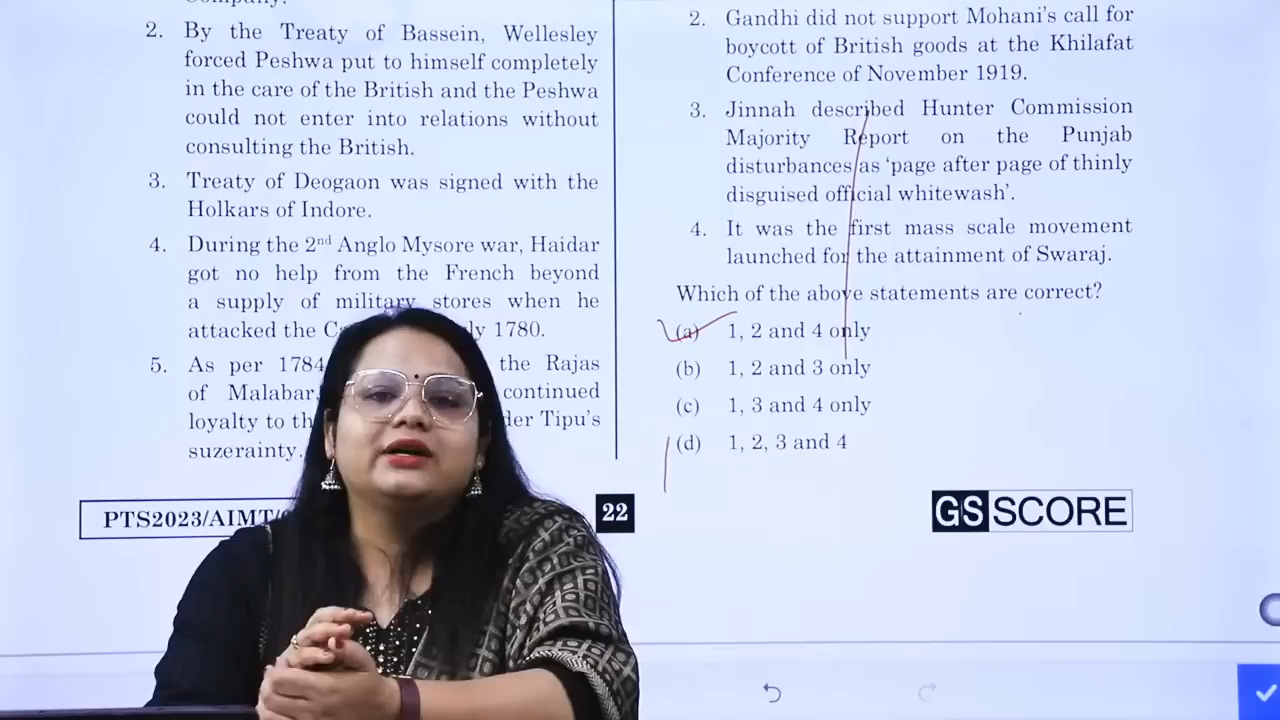 Company.
2. By the Treaty of Bassein, Wellesley
forced Peshwa put to himself completely
in the care of the British and the Peshwa
could not enter into relations without
consulting the British.
3. Treaty of Deogaon was signed with the
Holkars of Indore.
4. During the 2nd Anglo Mysore war, Haidar
got no help from the French beyond
a supply of military stores when he
attacked the 1780.
5. As per 1784 the Rajas
of Malabar, continued
loyalty to Tipu's
suzerainty.
PTS2023/AIMT/
22
2. Gandhi did not support Mohani's call for
boycott of British goods at the Khilafat
Conference of November 1919.
3. Jinnah described Hunter Commission
Majority Report on the Punjab
disturbances as 'page after page of thinly
disguised official whitewash'.
4. It was the first mass scale movement
launched for the attainment of Swaraj.
Which of the above statements are correct?
(a) 1, 2 and 4 only
(b) 1, 2 and 3 only
(c) 1, 3 and 4 only
(d) 1, 2, 3 and 4
GS SCORE